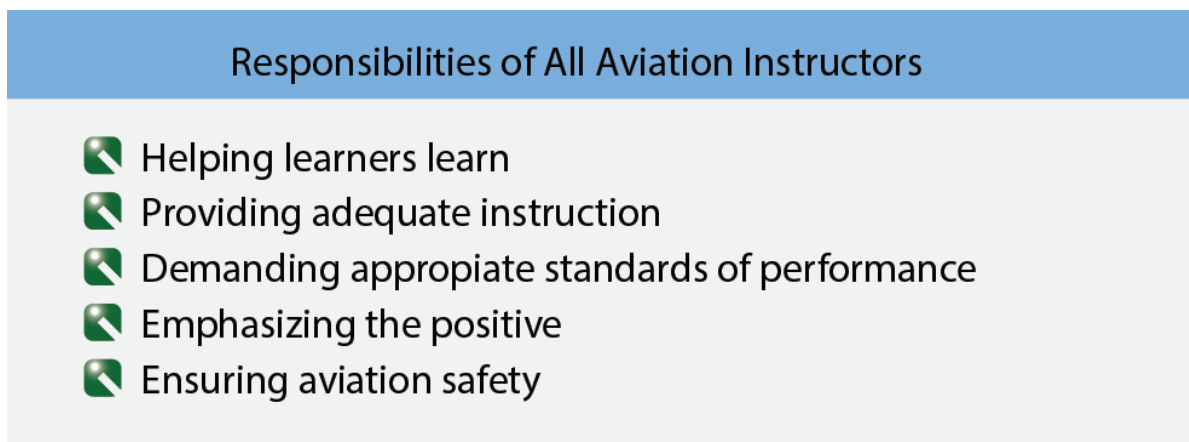 Responsibilities of All Aviation Instructors
Helping learners learn
Providing adequate instruction
Demanding appropiate standards of performance
Emphasizing the positive
Ensuring aviation safety